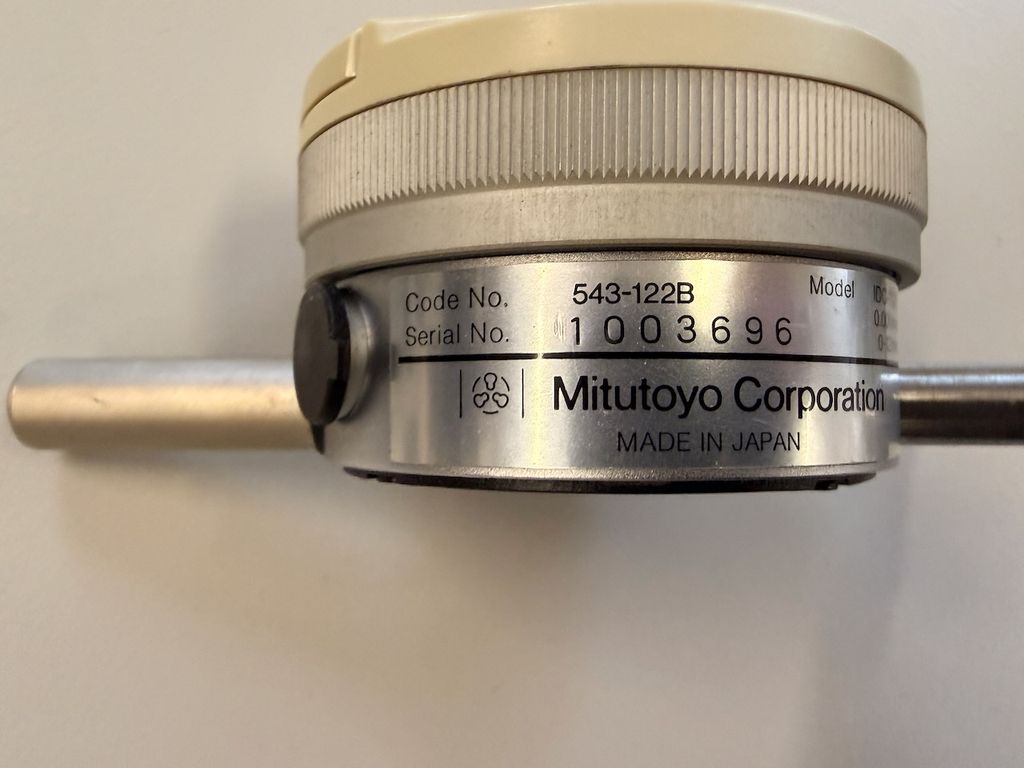 Code No. 543-122B Model
Serial No. 1003696
Mitutoyo Corporation
MADE IN JAPAN